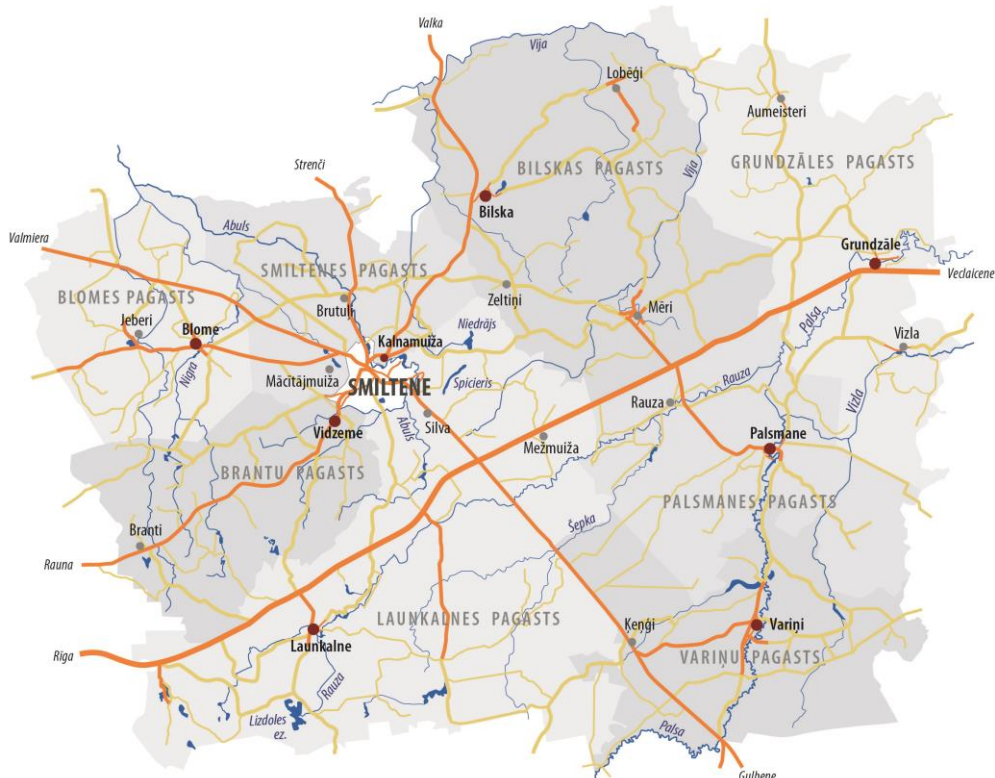 Valka
Vija
Lobēģi
Aumeisteri
Strenči
BILSKAS PAGASTS
GRUNDZĀLES PAGASTS
Vija
Bilska
Abuls
Valmiera
Grundzāle
SMILTENES PAGASTS
Veclaicene
BLOMES PAGASTS
Zeltiņi
Brutuļi
Mēri
Palsa
Jeberi
Niedrājs
Vizla
Blome
Kalnamuiža
Nigra
Mācītājmuiža
SMILTENE
Spicieris
Rauza
Vizla
Rauza
Abuls
Silva
Vidzeme
Mežmuiža
Palsmane
BRANTU PAGASTS
PALSMANES PAGASTS
Šepka
Branti
Rauna
LAUNKALNES PAGASTS
Variņi
Launkalne
Ķeņģi
Rīga
VARIŅU PAGASTS
Rauza
Lizdoles
ez.
Palsa
Gulbene